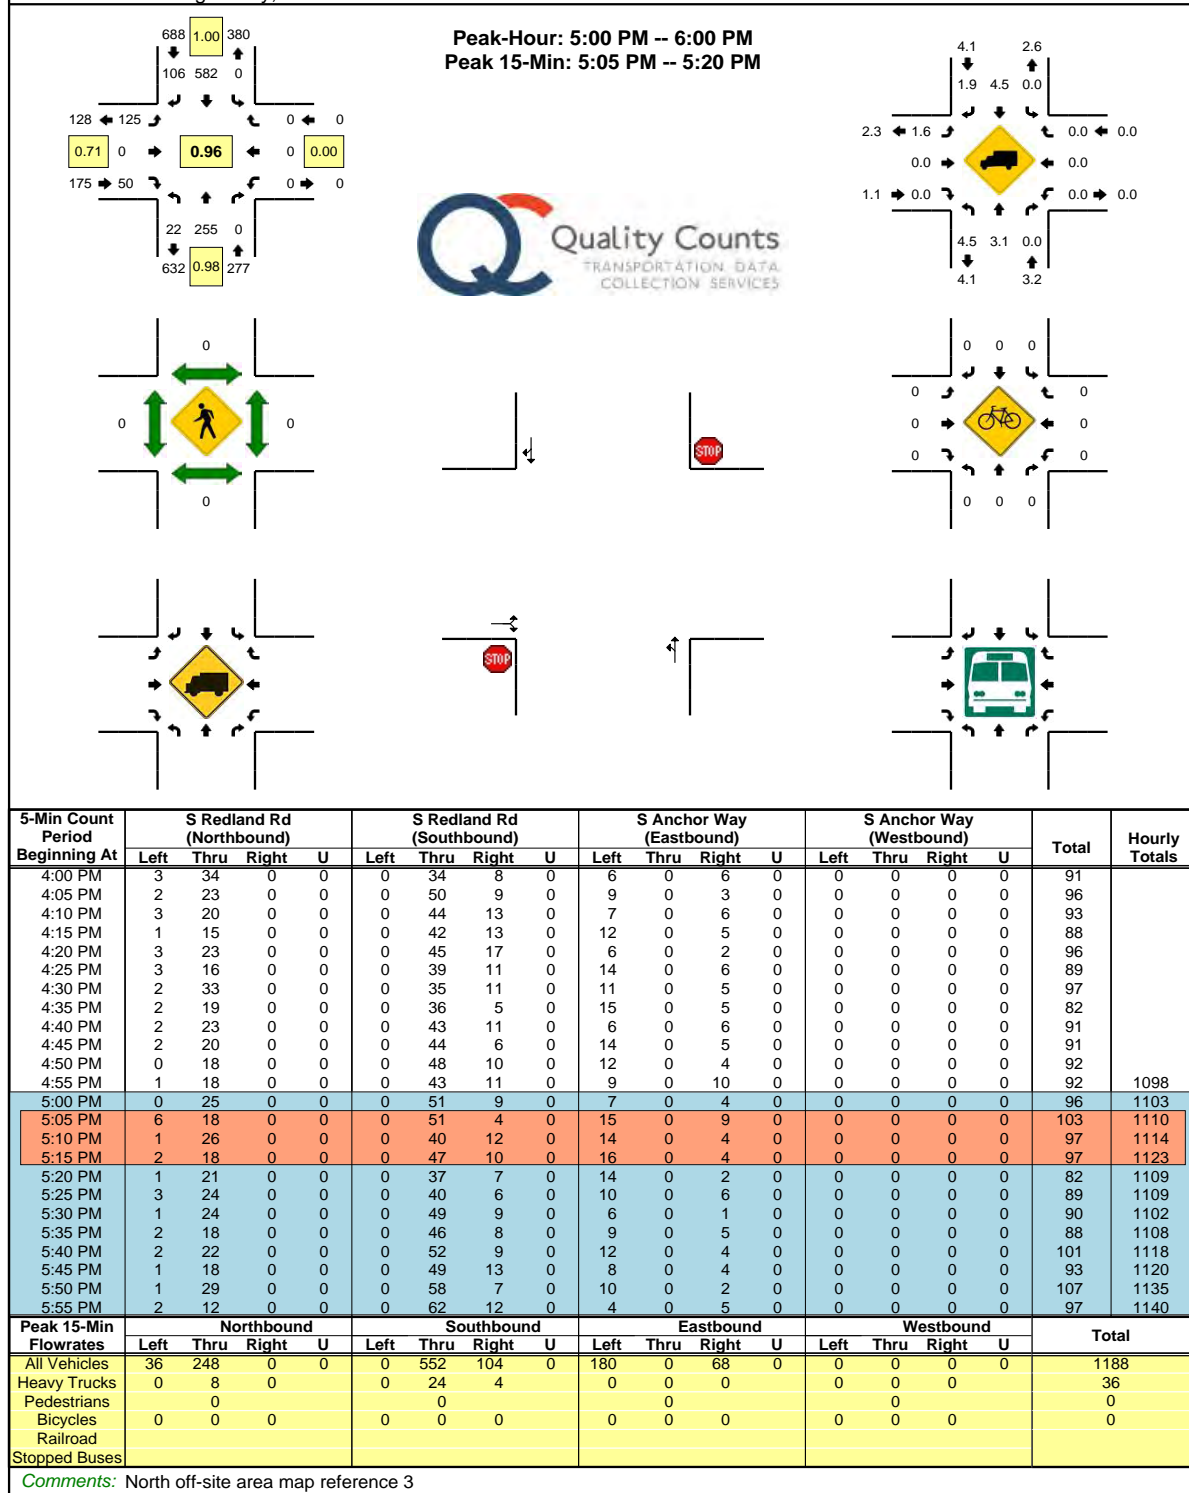 688 1.00 380
106 582 0
128 125 0 0
0.71 0 0.96 0 0.00
175 50 0 0
22 255 0
632 0.98 277
Peak-Hour: 5:00 PM -- 6:00 PM
Peak 15-Min: 5:05 PM -- 5:20 PM
4.1 2.6
1.9 4.5 0.0
2.3 1.6 0.0 0.0
0.0 0.0
1.1 0.0 0.0 0.0
4.5 3.1 0.0
4.1 3.2
QC Quality Counts
TRANSPORTATION DATA
COLLECTION SERVICES
0
0 0
0
STOP
0 0 0
0 0
0 0
0 0
0 0 0
STOP
5-Min Count Period Beginning At S Redland Rd (Northbound) S Redland Rd (Southbound) S Anchor Way (Eastbound) S Anchor Way (Westbound) Total Hourly Totals
Left Thru Right U Left Thru Right U Left Thru Right U Left Thru Right U
4:00 PM 3 34 0 0 0 34 8 0 6 0 6 0 0 0 0 0 91
4:05 PM 2 23 0 0 0 50 9 0 9 0 3 0 0 0 0 0 96
4:10 PM 3 20 0 0 0 44 13 0 7 0 6 0 0 0 0 0 93
4:15 PM 1 15 0 0 0 42 13 0 12 0 5 0 0 0 0 0 88
4:20 PM 3 23 0 0 0 45 17 0 6 0 2 0 0 0 0 0 96
4:25 PM 3 16 0 0 0 39 11 0 14 0 6 0 0 0 0 0 89
4:30 PM 2 33 0 0 0 35 11 0 11 0 5 0 0 0 0 0 97
4:35 PM 2 19 0 0 0 36 5 0 15 0 5 0 0 0 0 0 82
4:40 PM 2 23 0 0 0 43 11 0 6 0 6 0 0 0 0 0 91
4:45 PM 2 20 0 0 0 44 6 0 14 0 5 0 0 0 0 0 91
4:50 PM 0 18 0 0 0 48 10 0 12 0 4 0 0 0 0 0 92
4:55 PM 1 18 0 0 0 43 11 0 9 0 10 0 0 0 0 0 92 1098
5:00 PM 0 25 0 0 0 51 9 0 7 0 4 0 0 0 0 0 96 1103
5:05 PM 6 18 0 0 0 51 4 0 15 0 9 0 0 0 0 0 103 1110
5:10 PM 1 26 0 0 0 40 12 0 14 0 4 0 0 0 0 0 97 1114
5:15 PM 2 18 0 0 0 47 10 0 16 0 4 0 0 0 0 0 97 1123
5:20 PM 1 21 0 0 0 37 7 0 14 0 2 0 0 0 0 0 82 1109
5:25 PM 3 24 0 0 0 40 6 0 10 0 6 0 0 0 0 0 89 1109
5:30 PM 1 24 0 0 0 49 9 0 6 0 1 0 0 0 0 0 90 1102
5:35 PM 2 18 0 0 0 46 8 0 9 0 5 0 0 0 0 0 88 1108
5:40 PM 2 22 0 0 0 52 9 0 12 0 4 0 0 0 0 0 101 1118
5:45 PM 1 18 0 0 0 49 13 0 8 0 4 0 0 0 0 0 93 1120
5:50 PM 1 29 0 0 0 58 7 0 10 0 2 0 0 0 0 0 107 1135
5:55 PM 2 12 0 0 0 62 12 0 4 0 5 0 0 0 0 0 97 1140
Peak 15-Min Flowrates Northbound Southbound Eastbound Westbound Total
Left Thru Right U Left Thru Right U Left Thru Right U Left Thru Right U
All Vehicles 36 248 0 0 0 552 104 0 180 0 68 0 0 0 0 0 1188
Heavy Trucks 0 8 0 0 24 4 0 0 0 0 0 0 36
Pedestrians 0 0 0 0 0
Bicycles 0 0 0 0 0 0 0 0 0 0 0 0 0
Railroad
Stopped Buses
Comments: North off-site area map reference 3